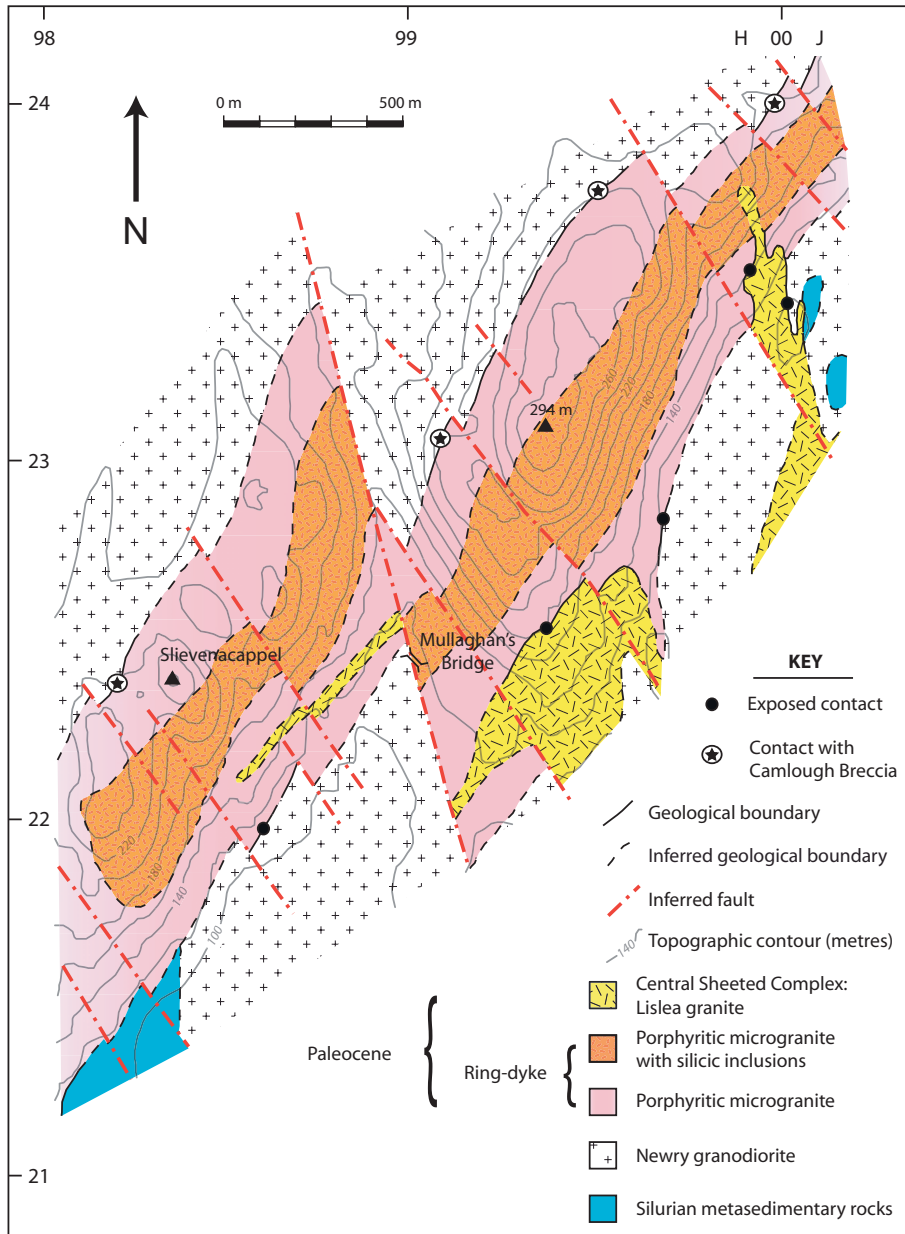 98 99 H 00 J
24
0 m 500 m
N
294 m
260
220
180
140
23
Mullaghan's
Bridge
Slievenacappel
22
220
180
140
100
21
KEY
Exposed contact
Contact with
Camlough Breccia
Geological boundary
Inferred geological boundary
Inferred fault
140 Topographic contour (metres)
Central Sheeted Complex:
Lislea granite
Paleocene
Ring-dyke
Porphyritic microgranite
with silicic inclusions
Porphyritic microgranite
Newry granodiorite
Silurian metasedimentary rocks